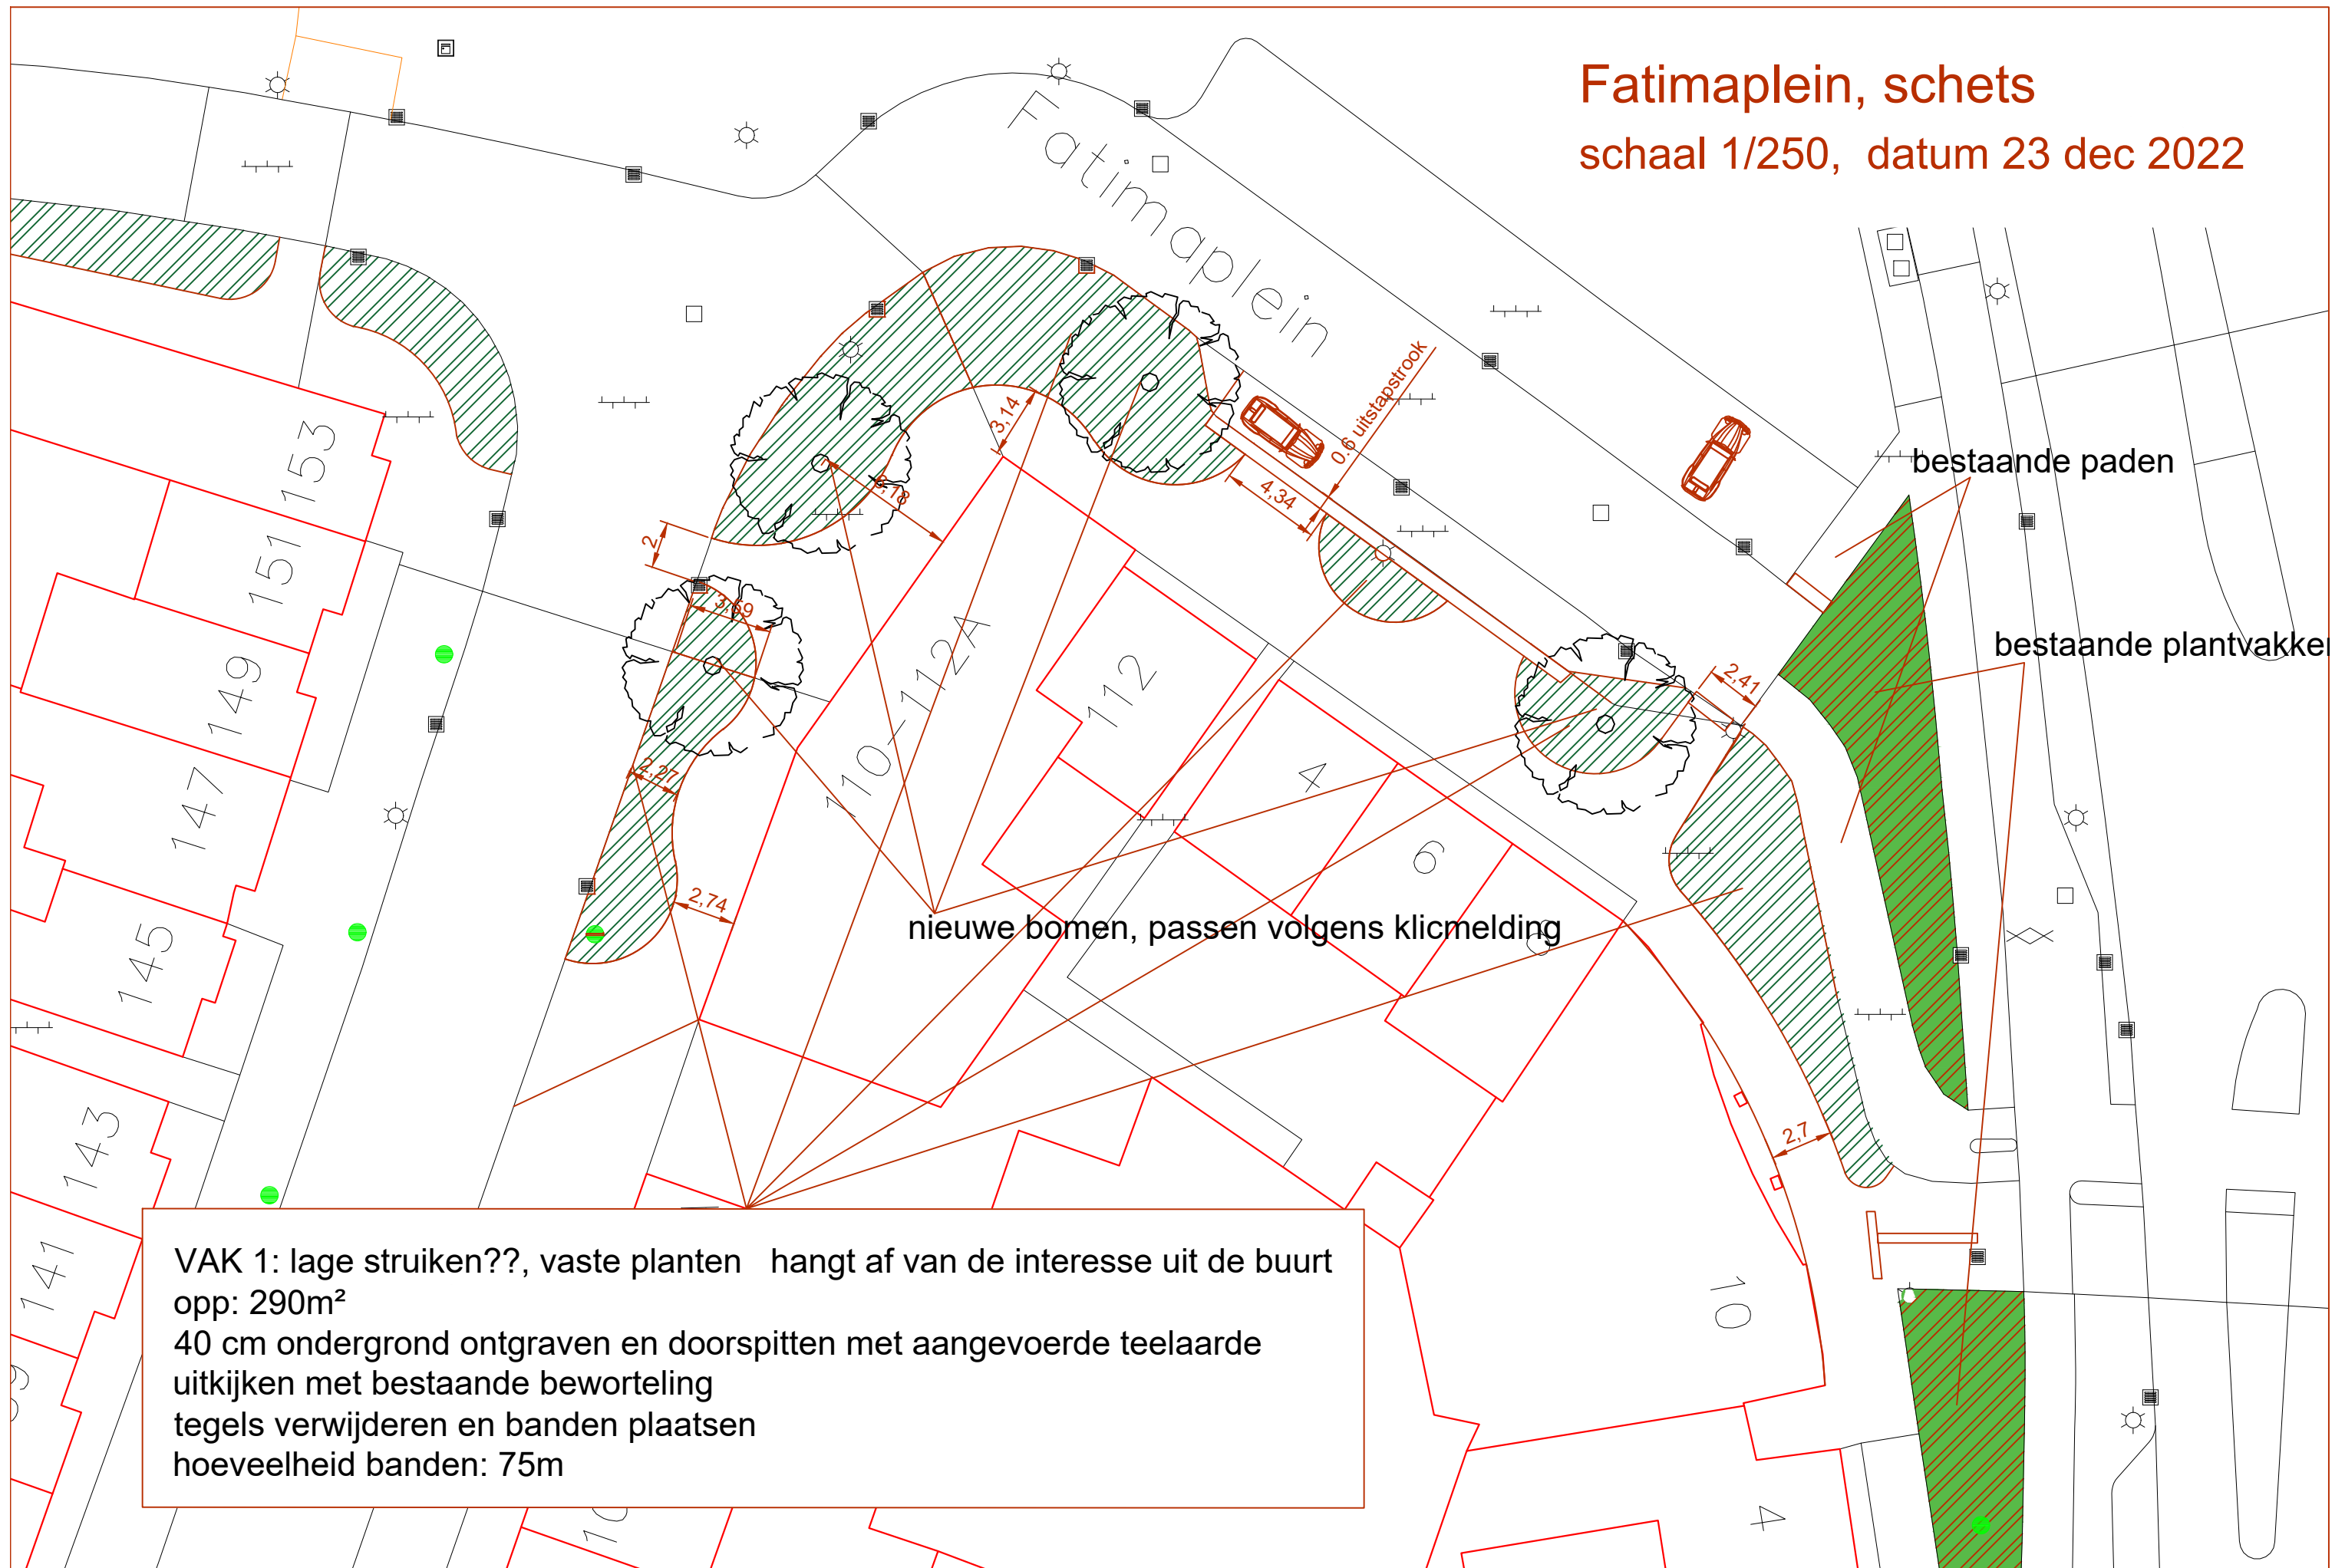 Fatimaplein, schets
schaal 1/250, datum 23 dec 2022
Fatimaplein
0.6 uitstapstrook
3,14
4,34
2
3,69
2,27
2,74
2,41
2,7
bestaande paden
bestaande plantvakken
153
151
149
147
145
143
141
110-112A
112
4
6
8
10
4
nieuwe bomen, passen volgens klicmelding
VAK 1: lage struiken??, vaste planten hangt af van de interesse uit de buurt
opp: 290m²
40 cm ondergrond ontgraven en doorspitten met aangevoerde teelaarde
uitkijken met bestaande beworteling
tegels verwijderen en banden plaatsen
hoeveelheid banden: 75m